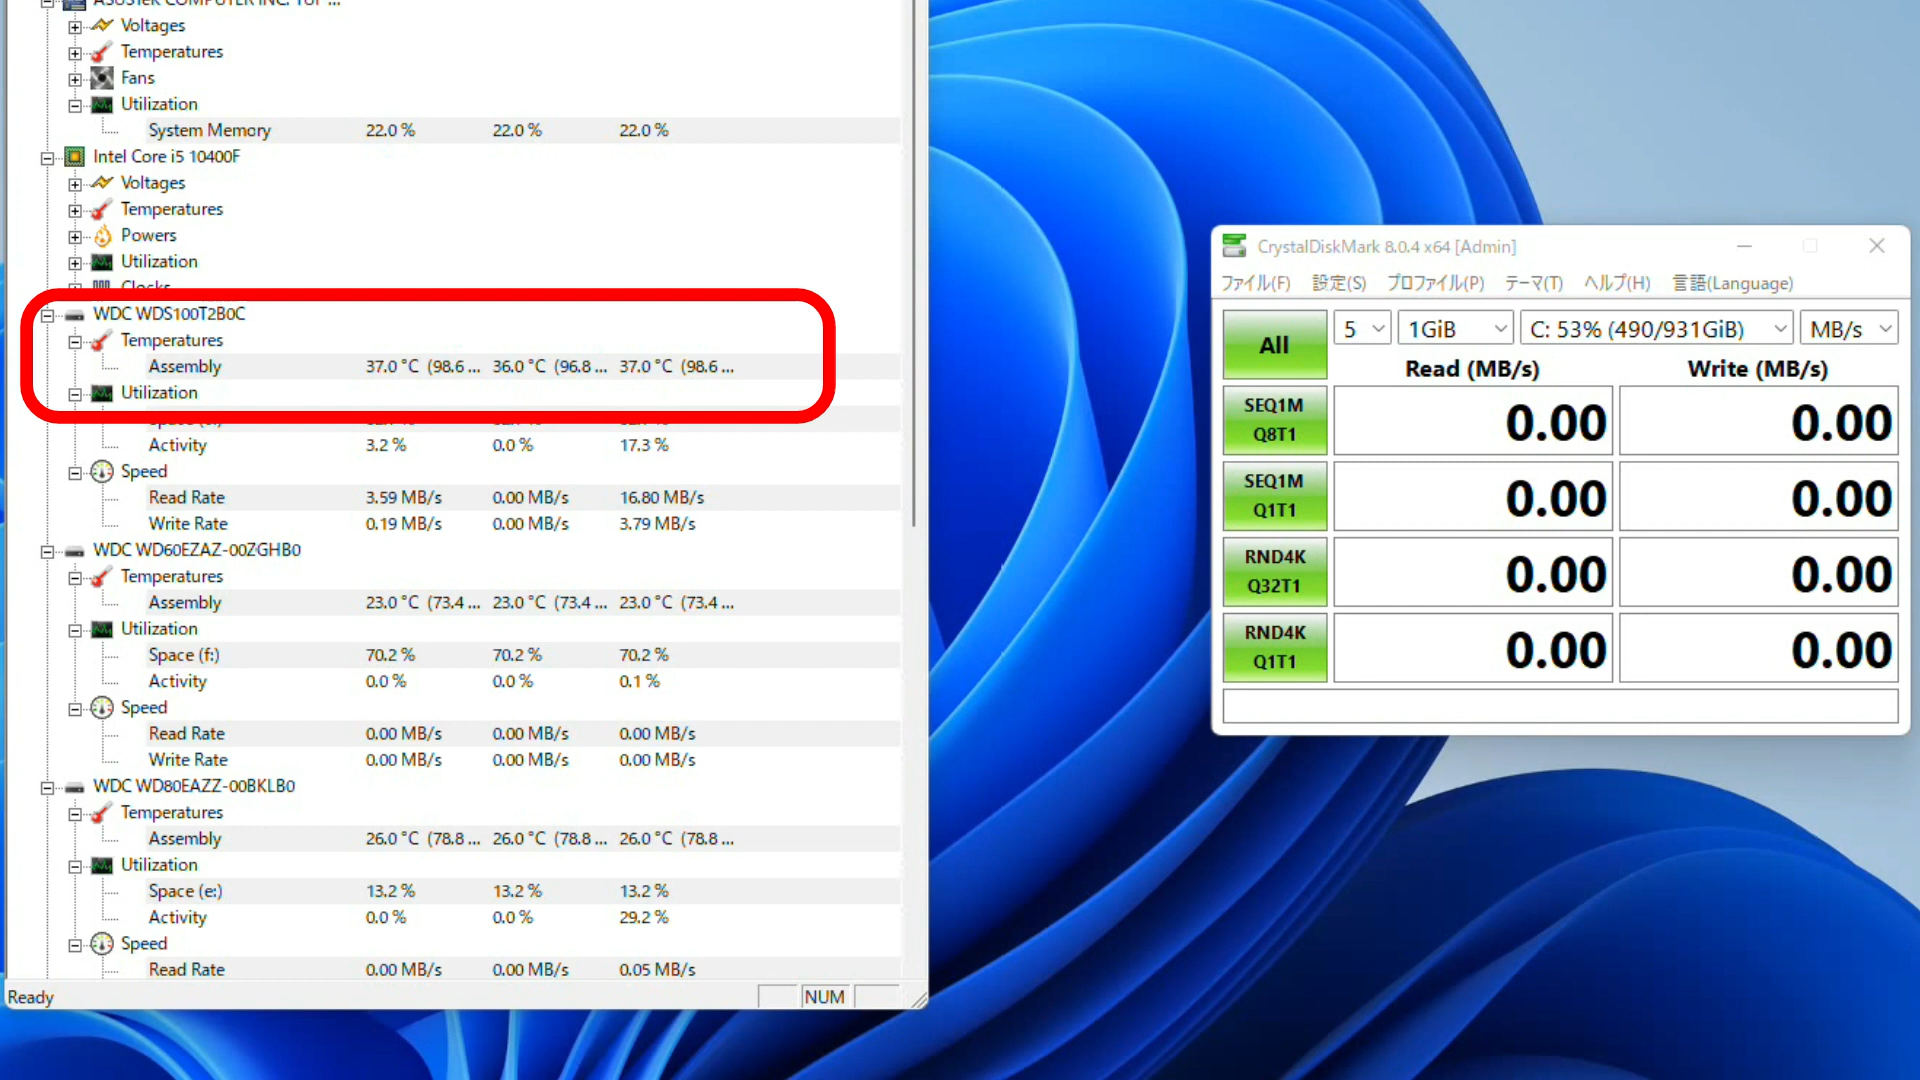 ASUSTeK COMPUTER INC. TUF ...
Voltages
Temperatures
Fans
Utilization
System Memory 22.0 % 22.0 % 22.0 %
Intel Core i5 10400F
Voltages
Temperatures
Powers
Utilization
Clocks
WDC WDS100T2B0C
Temperatures
Assembly 37.0 °C (98.6 ... 36.0 °C (96.8 ... 37.0 °C (98.6 ...
Utilization
Activity 3.2 % 0.0 % 17.3 %
Speed
Read Rate 3.59 MB/s 0.00 MB/s 16.80 MB/s
Write Rate 0.19 MB/s 0.00 MB/s 3.79 MB/s
WDC WD60EZAZ-00ZGHB0
Temperatures
Assembly 23.0 °C (73.4 ... 23.0 °C (73.4 ... 23.0 °C (73.4 ...
Utilization
Space (f:) 70.2 % 70.2 % 70.2 %
Activity 0.0 % 0.0 % 0.1 %
Speed
Read Rate 0.00 MB/s 0.00 MB/s 0.00 MB/s
Write Rate 0.00 MB/s 0.00 MB/s 0.00 MB/s
WDC WD80EAZZ-00BKLB0
Temperatures
Assembly 26.0 °C (78.8 ... 26.0 °C (78.8 ... 26.0 °C (78.8 ...
Utilization
Space (e:) 13.2 % 13.2 % 13.2 %
Activity 0.0 % 0.0 % 29.2 %
Speed
Read Rate 0.00 MB/s 0.00 MB/s 0.05 MB/s
Ready NUM
CrystalDiskMark 8.0.4 x64 [Admin]
ファイル(F) 設定(S) プロファイル(P) テーマ(T) ヘルプ(H) 言語(Language)
All 5 1GiB C: 53% (490/931GiB) MB/s
Read (MB/s) Write (MB/s)
SEQ1M
Q8T1 0.00 0.00
SEQ1M
Q1T1 0.00 0.00
RND4K
Q32T1 0.00 0.00
RND4K
Q1T1 0.00 0.00